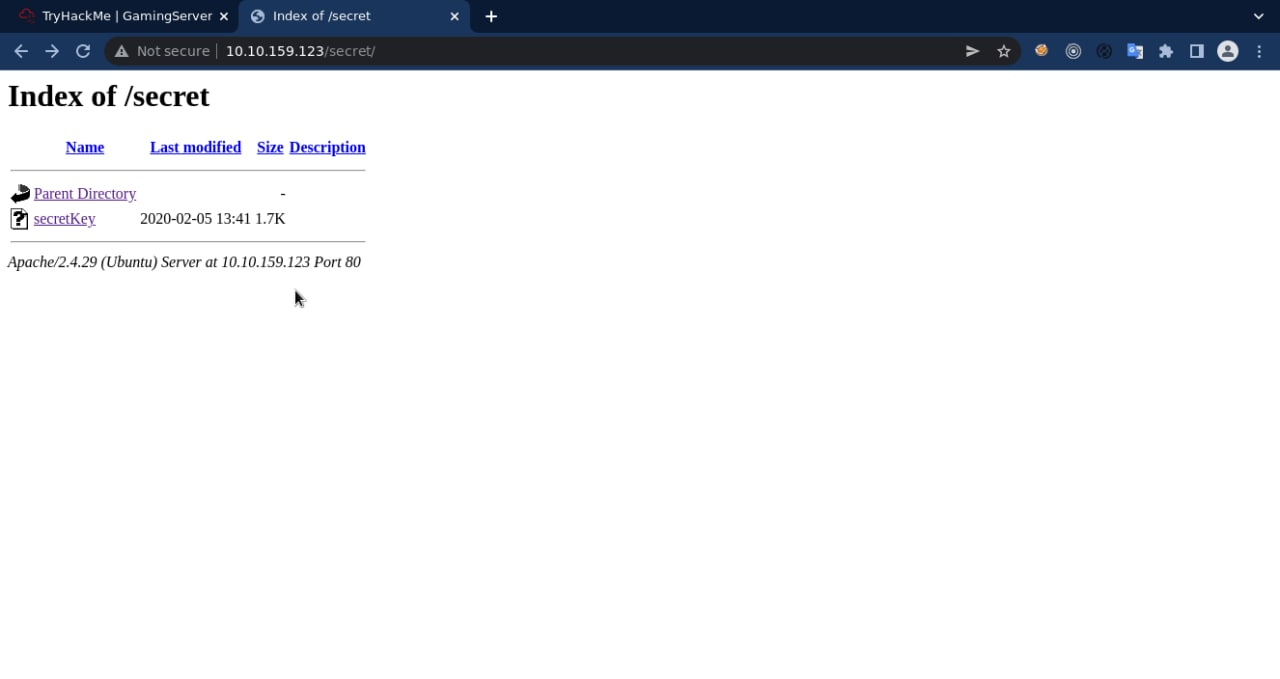 TryHackMe | GamingServer
Index of /secret
Not secure
10.10.159.123/secret/
Index of /secret
Name Last modified Size Description
Parent Directory -
secretKey 2020-02-05 13:41 1.7K
Apache/2.4.29 (Ubuntu) Server at 10.10.159.123 Port 80